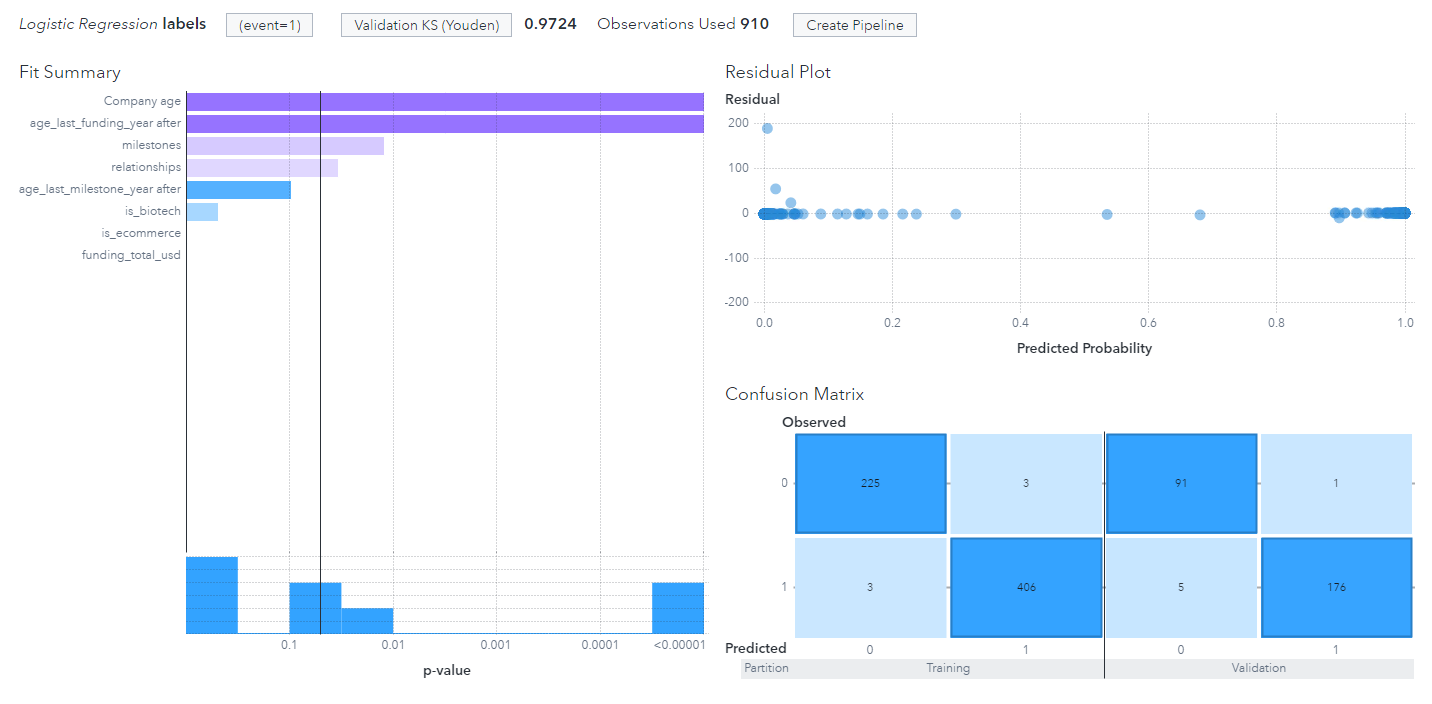 Logistic Regression labels (event=1) Validation KS (Youden) 0.9724 Observations Used 910 Create Pipeline
Fit Summary
Company age
age_last_funding_year after
milestones
relationships
age_last_milestone_year after
is_biotech
is_ecommerce
funding_total_usd
0.1 0.01 0.001 0.0001 <0.00001
p-value
Residual Plot
Residual
200
100
0
-100
-200
0.0 0.2 0.4 0.6 0.8 1.0
Predicted Probability
Confusion Matrix
Observed
0 225 3 91 1
1 3 406 5 176
Predicted 0 1 0 1
Partition Training Validation